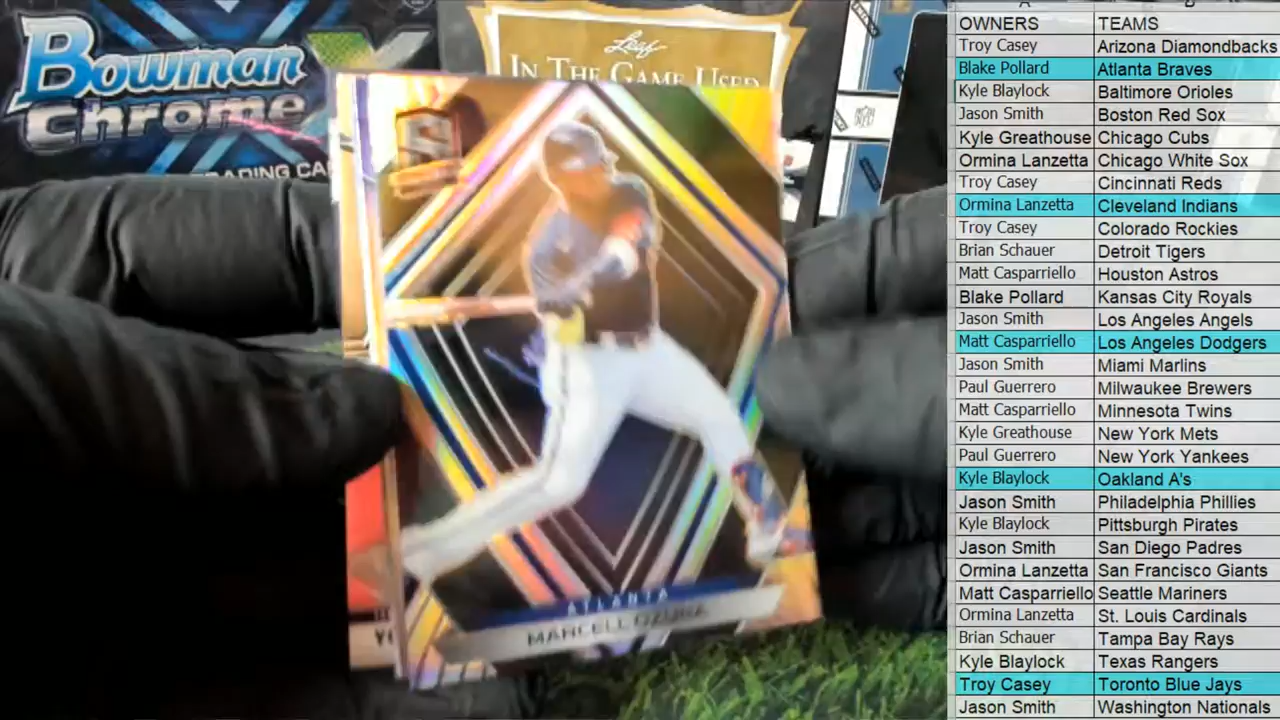 Bowman
Chrome
TRADING CA
Leaf
IN THE GAME USED
ATLANTA
MARCELL OZUNA
OWNERS TEAMS
Troy Casey Arizona Diamondbacks
Blake Pollard Atlanta Braves
Kyle Blaylock Baltimore Orioles
Jason Smith Boston Red Sox
Kyle Greathouse Chicago Cubs
Ormina Lanzetta Chicago White Sox
Troy Casey Cincinnati Reds
Ormina Lanzetta Cleveland Indians
Troy Casey Colorado Rockies
Brian Schauer Detroit Tigers
Matt Casparriello Houston Astros
Blake Pollard Kansas City Royals
Jason Smith Los Angeles Angels
Matt Casparriello Los Angeles Dodgers
Jason Smith Miami Marlins
Paul Guerrero Milwaukee Brewers
Matt Casparriello Minnesota Twins
Kyle Greathouse New York Mets
Paul Guerrero New York Yankees
Kyle Blaylock Oakland A's
Jason Smith Philadelphia Phillies
Kyle Blaylock Pittsburgh Pirates
Jason Smith San Diego Padres
Ormina Lanzetta San Francisco Giants
Matt Casparriello Seattle Mariners
Ormina Lanzetta St. Louis Cardinals
Brian Schauer Tampa Bay Rays
Kyle Blaylock Texas Rangers
Troy Casey Toronto Blue Jays
Jason Smith Washington Nationals